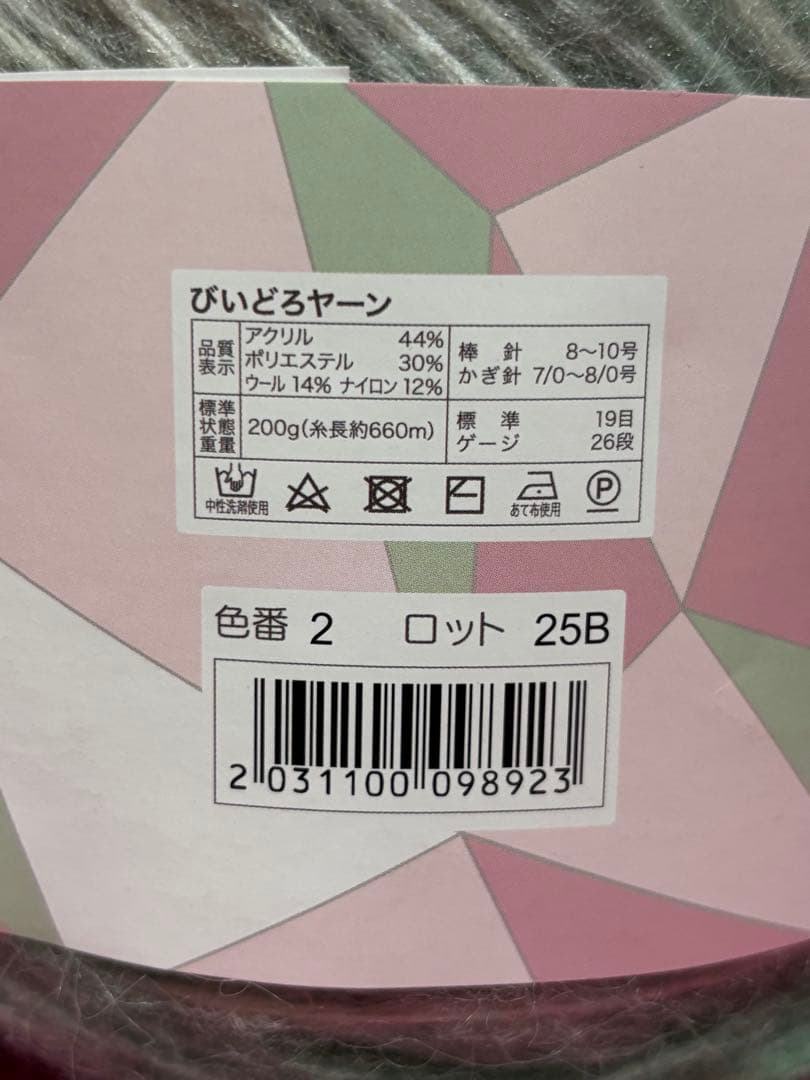 びいどろヤーン
品質
表示
アクリル 44%
ポリエステル 30%
ウール 14% ナイロン 12%
棒 針 8〜10号
かぎ針 7/0〜8/0号
標準
状態
重量
200g(糸長約660m)
標 準 19目
ゲージ 26段
中性洗剤使用
あて布使用
P
色番 2 ロット 25B
2 031100 098923